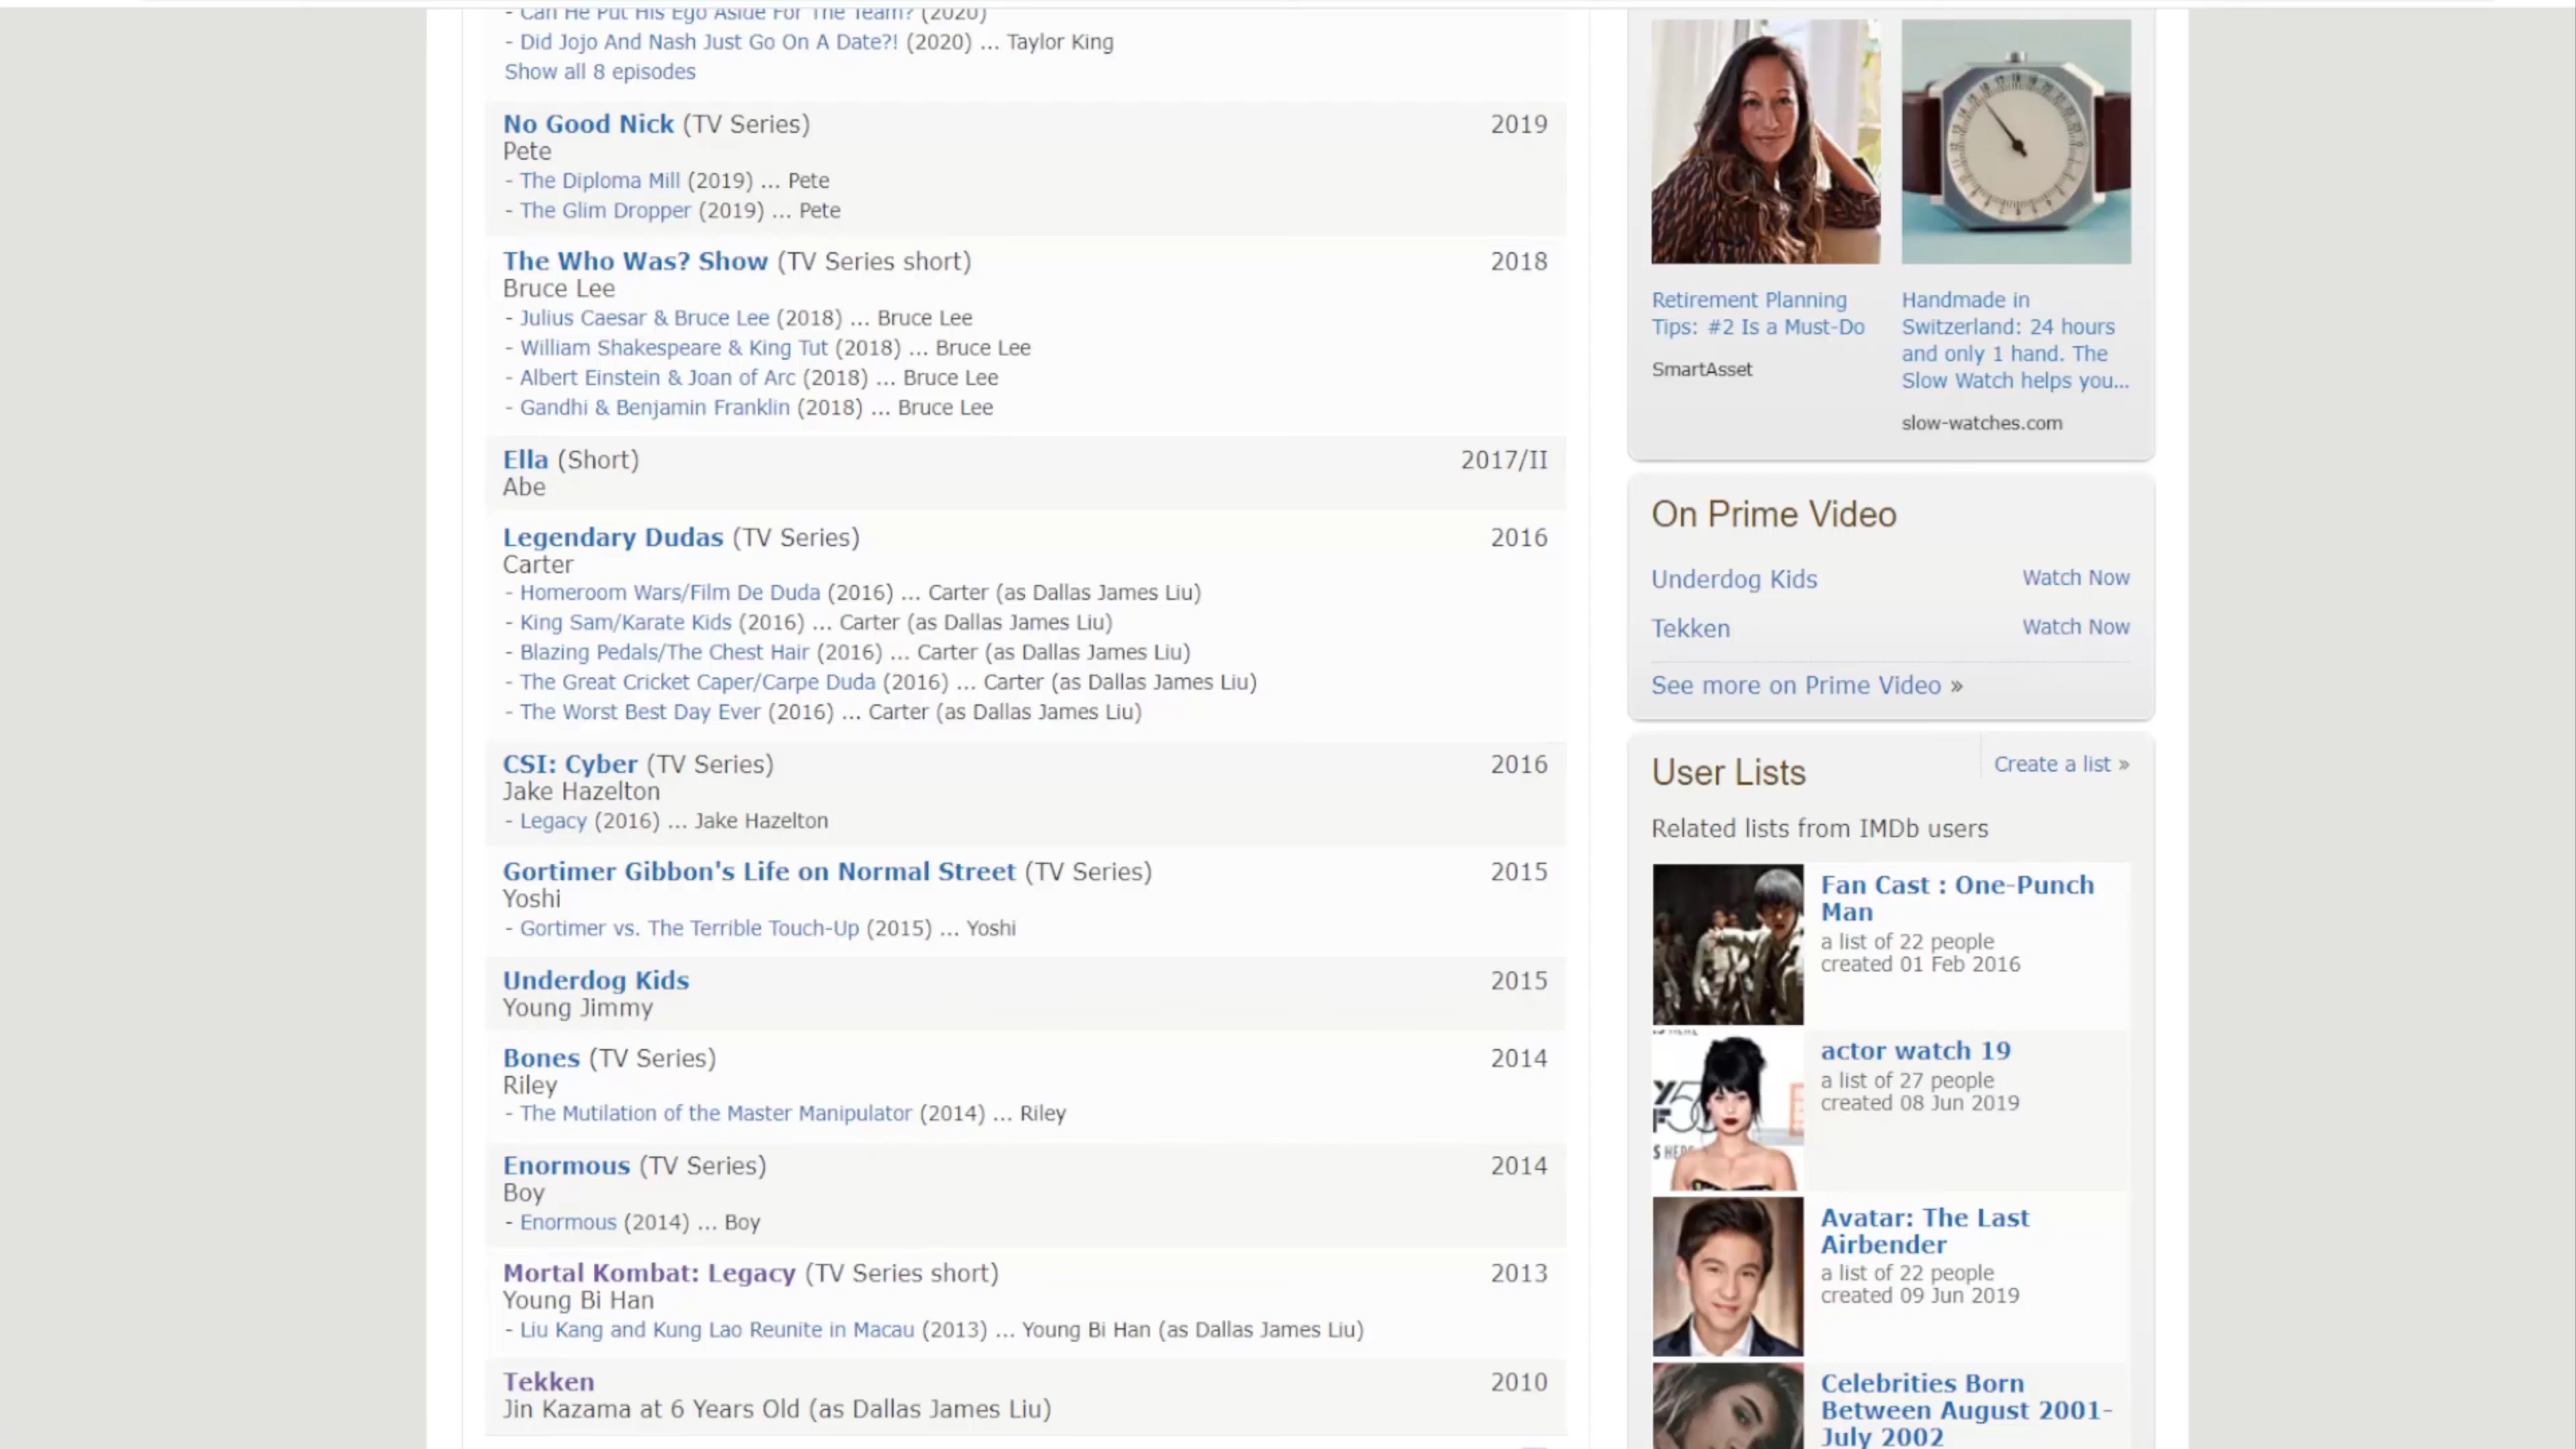 - Can He Put His Ego Aside For The Team? (2020)
- Did Jojo And Nash Just Go On A Date?! (2020) ... Taylor King
Show all 8 episodes
No Good Nick (TV Series) 2019
Pete
- The Diploma Mill (2019) ... Pete
- The Glim Dropper (2019) ... Pete
The Who Was? Show (TV Series short) 2018
Bruce Lee
- Julius Caesar & Bruce Lee (2018) ... Bruce Lee
- William Shakespeare & King Tut (2018) ... Bruce Lee
- Albert Einstein & Joan of Arc (2018) ... Bruce Lee
- Gandhi & Benjamin Franklin (2018) ... Bruce Lee
Ella (Short) 2017/II
Abe
Legendary Dudas (TV Series) 2016
Carter
- Homeroom Wars/Film De Duda (2016) ... Carter (as Dallas James Liu)
- King Sam/Karate Kids (2016) ... Carter (as Dallas James Liu)
- Blazing Pedals/The Chest Hair (2016) ... Carter (as Dallas James Liu)
- The Great Cricket Caper/Carpe Duda (2016) ... Carter (as Dallas James Liu)
- The Worst Best Day Ever (2016) ... Carter (as Dallas James Liu)
CSI: Cyber (TV Series) 2016
Jake Hazelton
- Legacy (2016) ... Jake Hazelton
Gortimer Gibbon's Life on Normal Street (TV Series) 2015
Yoshi
- Gortimer vs. The Terrible Touch-Up (2015) ... Yoshi
Underdog Kids 2015
Young Jimmy
Bones (TV Series) 2014
Riley
- The Mutilation of the Master Manipulator (2014) ... Riley
Enormous (TV Series) 2014
Boy
- Enormous (2014) ... Boy
Mortal Kombat: Legacy (TV Series short) 2013
Young Bi Han
- Liu Kang and Kung Lao Reunite in Macau (2013) ... Young Bi Han (as Dallas James Liu)
Tekken 2010
Jin Kazama at 6 Years Old (as Dallas James Liu)
Retirement Planning
Tips: #2 Is a Must-Do
SmartAsset
Handmade in
Switzerland: 24 hours
and only 1 hand. The
Slow Watch helps you...
slow-watches.com
On Prime Video
Underdog Kids Watch Now
Tekken Watch Now
See more on Prime Video »
User Lists Create a list »
Related lists from IMDb users
Fan Cast : One-Punch
Man
a list of 22 people
created 01 Feb 2016
actor watch 19
a list of 27 people
created 08 Jun 2019
Avatar: The Last
Airbender
a list of 22 people
created 09 Jun 2019
Celebrities Born
Between August 2001-
July 2002